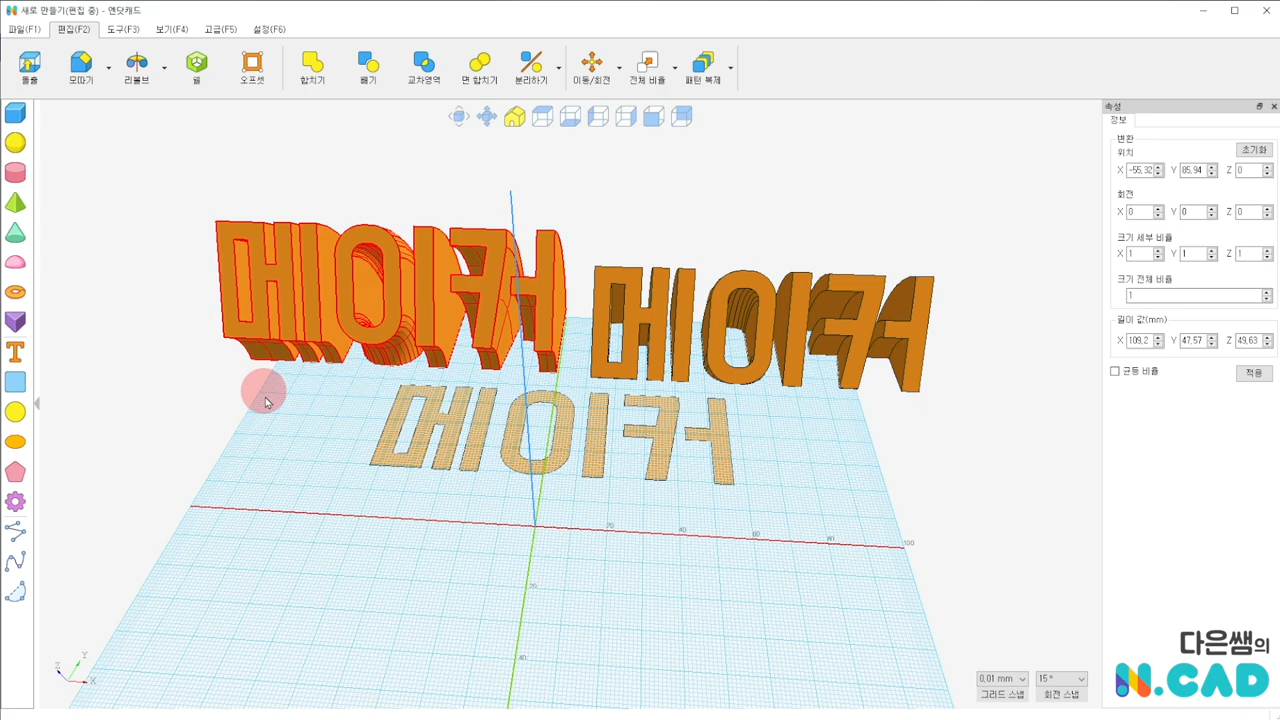 새로 만들기(편집 중) - 엔닷캐드
파일(F1) 편집(F2) 도구(F3) 보기(F4) 고급(F5) 설정(F6)
돌출 모따기 리볼브 쉘 오프셋 합치기 빼기 교차영역 면 합치기 분리하기 이동/회전 전체 비율 패턴 복제
속성
정보
변환
위치 초기화
X -55,32 Y 85,94 Z 0
회전
X 0 Y 0 Z 0
크기 세부 비율
X 1 Y 1 Z 1
크기 전체 비율
1
길이 값(mm)
X 109,2 Y 47,57 Z 49,63
균등 비율 적용
메이커 메이커
메이커
20 40 60 80 100
20
40
Z Y X
0,01 mm 15 °
그리드 스냅 회전 스냅
다은쌤의
N.CAD